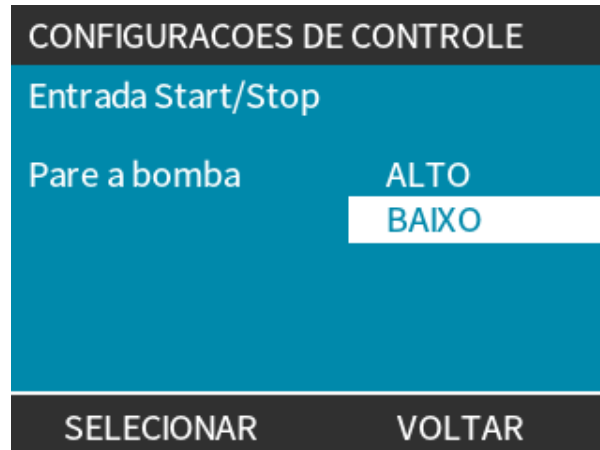 CONFIGURACOES DE CONTROLE
Entrada Start/Stop
Pare a bomba ALTO
BAIXO
SELECIONAR VOLTAR